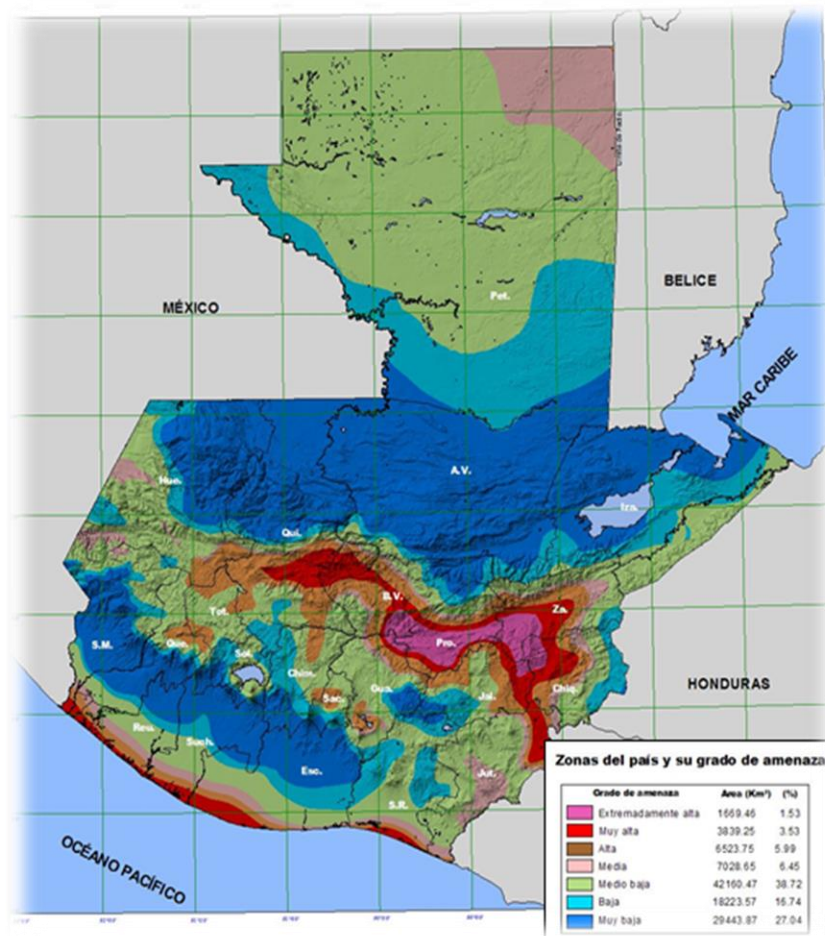 MÉXICO
BELICE
MAR CARIBE
Pet.
A.V.
Hue.
Iza.
Qui.
B.V.
Za.
Tot.
Pro.
S.M.
Que.
Sol.
Chim.
Gua.
Jal.
Chiq.
Sac.
HONDURAS
Reu.
Such.
Esc.
Jut.
S.R.
OCÉANO PACÍFICO
Zonas del país y su grado de amenaza
Grado de amenaza Area (Km²) (%)
Extremadamente alta 1669.46 1.53
Muy alta 3839.25 3.53
Alta 6523.75 5.99
Media 7028.65 6.45
Medio baja 42160.47 38.72
Baja 18223.57 16.74
Muy baja 29443.87 27.04